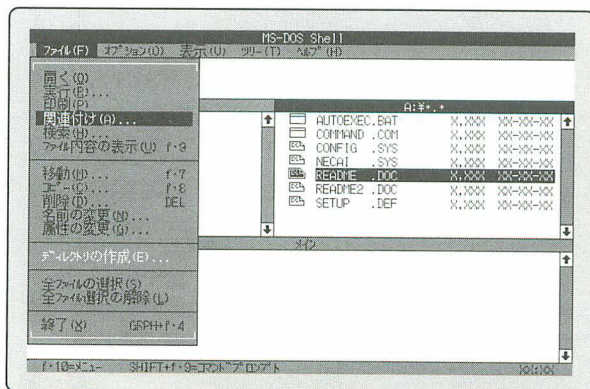 MS-DOS Shell
ファイル(F) オプション(O) 表示(V) ツリー(T) ヘルプ(H)
開く(O)
実行(R)...
印刷(P)
関連付け(A)...
検索(H)...
ファイル内容の表示(U) f・9
移動(M)... f・7
コピー(C)... f・8
削除(D)... DEL
名前の変更(N)...
属性の変更(G)...
ディレクトリの作成(E)...
全ファイルの選択(S)
全ファイル選択の解除(L)
終了(X) GRPH+f・4
A:¥*.*
AUTOEXEC.BAT X,XXX XX-XX-XX
COMMAND .COM X,XXX XX-XX-XX
CONFIG .SYS X,XXX XX-XX-XX
NECAI .SYS X,XXX XX-XX-XX
README .DOC X,XXX XX-XX-XX
README2 .DOC X,XXX XX-XX-XX
SETUP .DEF X,XXX XX-XX-XX
メイン
f・10=メニュー SHIFT+f・9=コマンド プロンプト XX:XX